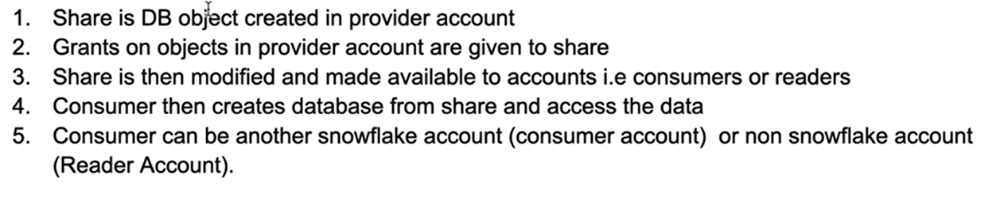 1. Share is DB object created in provider account
2. Grants on objects in provider account are given to share
3. Share is then modified and made available to accounts i.e consumers or readers
4. Consumer then creates database from share and access the data
5. Consumer can be another snowflake account (consumer account) or non snowflake account
(Reader Account).